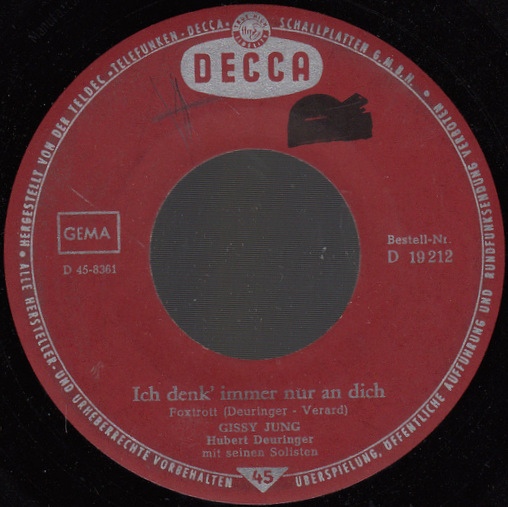 HERGESTELLT VON DER TELDEC • TELEFUNKEN-DECCA • SCHALLPLATTEN G.M.B.H. •
DECCA
GEMA
D 45-8361
Bestell-Nr.
D 19 212
Ich denk' immer nur an dich
Foxtrott (Deuringer - Verard)
GISSY JUNG
Hubert Deuringer
mit seinen Solisten
45
ALLE HERSTELLER- UND URHEBERRECHTE VORBEHALTEN
ÜBERSPIELUNG, ÖFFENTLICHE AUFFÜHRUNG UND RUNDFUNKSENDUNG VERBOTEN